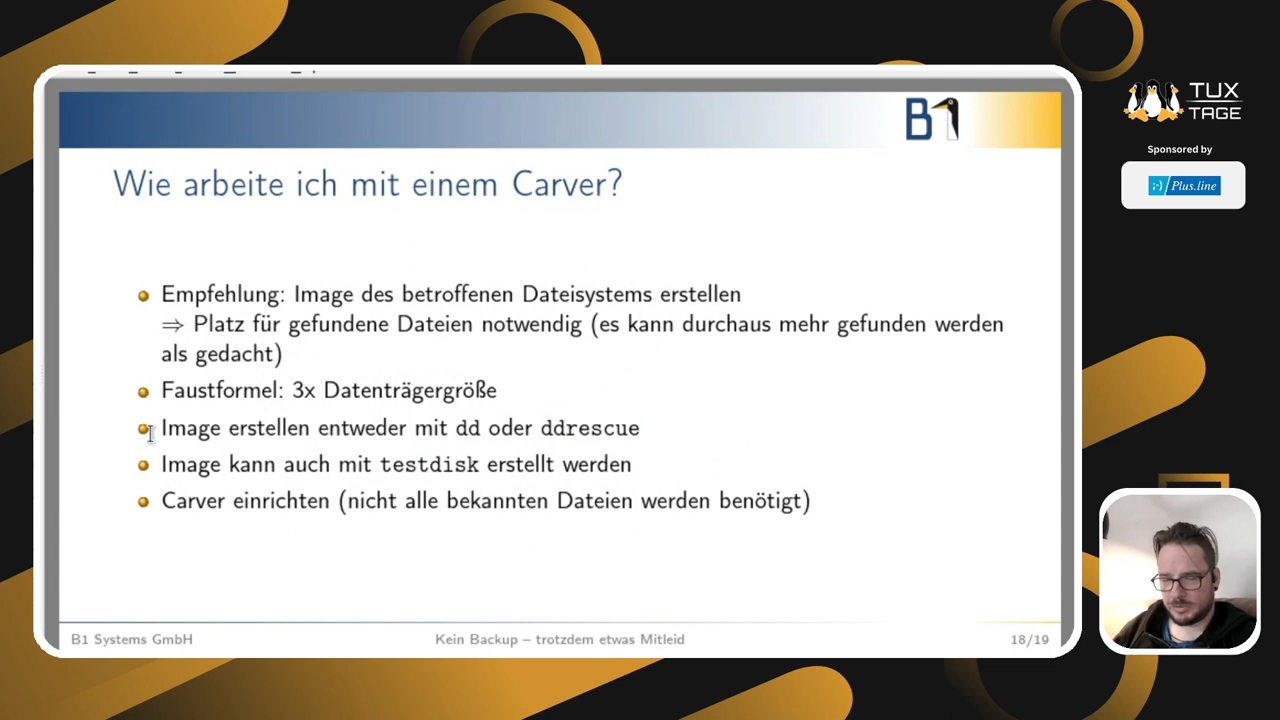 B1
TUX
TAGE
Sponsored by
:-) Plus.line
Wie arbeite ich mit einem Carver?
Empfehlung: Image des betroffenen Dateisystems erstellen
⇒ Platz für gefundene Dateien notwendig (es kann durchaus mehr gefunden werden
als gedacht)
Faustformel: 3x Datenträgergröße
Image erstellen entweder mit dd oder ddrescue
Image kann auch mit testdisk erstellt werden
Carver einrichten (nicht alle bekannten Dateien werden benötigt)
B1 Systems GmbH
Kein Backup – trotzdem etwas Mitleid
18/19